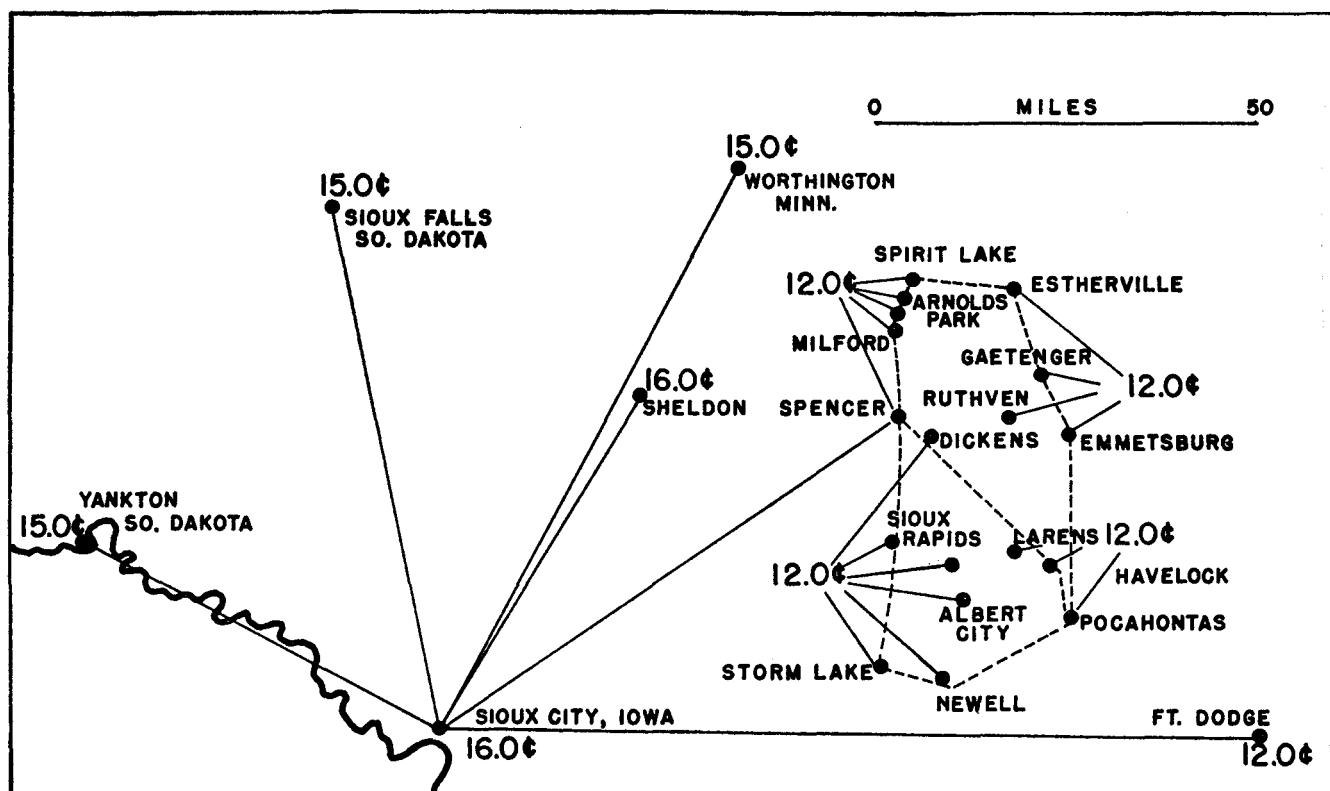 0 MILES 50
15.0¢
WORTHINGTON
MINN.
15.0¢
SIOUX FALLS
SO. DAKOTA
SPIRIT LAKE
12.0¢
ARNOLDS
PARK
ESTHERVILLE
MILFORD
GAETENGER
16.0¢
SHELDON
RUTHVEN
12.0¢
SPENCER
DICKENS
EMMETSBURG
YANKTON
SO. DAKOTA
15.0¢
SIOUX
RAPIDS
LARENS
12.0¢
12.0¢
HAVELOCK
ALBERT
CITY
POCAHONTAS
STORM LAKE
NEWELL
SIOUX CITY, IOWA
16.0¢
FT. DODGE
12.0¢